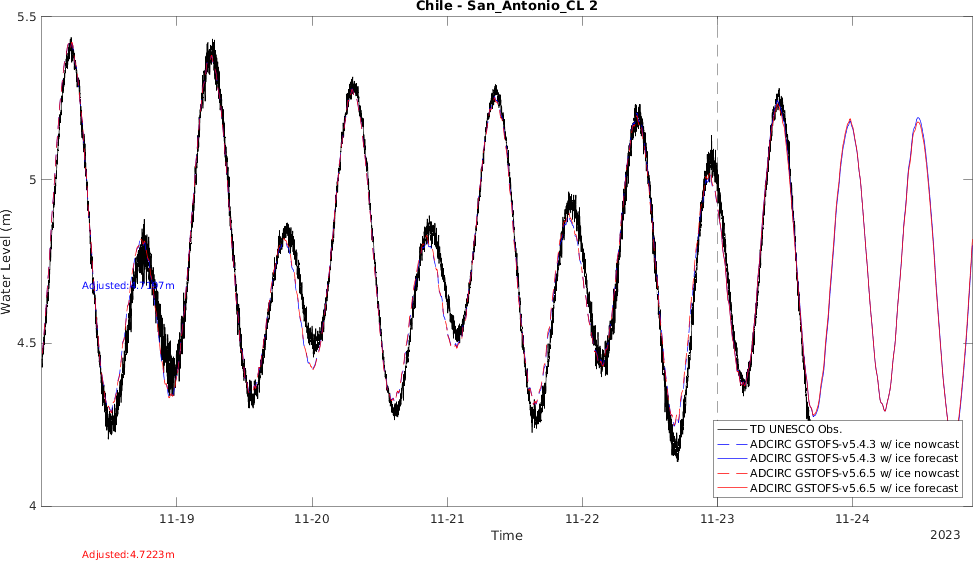 Chile - San_Antonio_CL 2
5.5
5
4.5
4
Water Level (m)
11-19
11-20
11-21
11-22
11-23
11-24
Time
2023
TD UNESCO Obs.
ADCIRC GSTOFS-v5.4.3 w/ ice nowcast
ADCIRC GSTOFS-v5.4.3 w/ ice forecast
ADCIRC GSTOFS-v5.6.5 w/ ice nowcast
ADCIRC GSTOFS-v5.6.5 w/ ice forecast
Adjusted:4.7223m